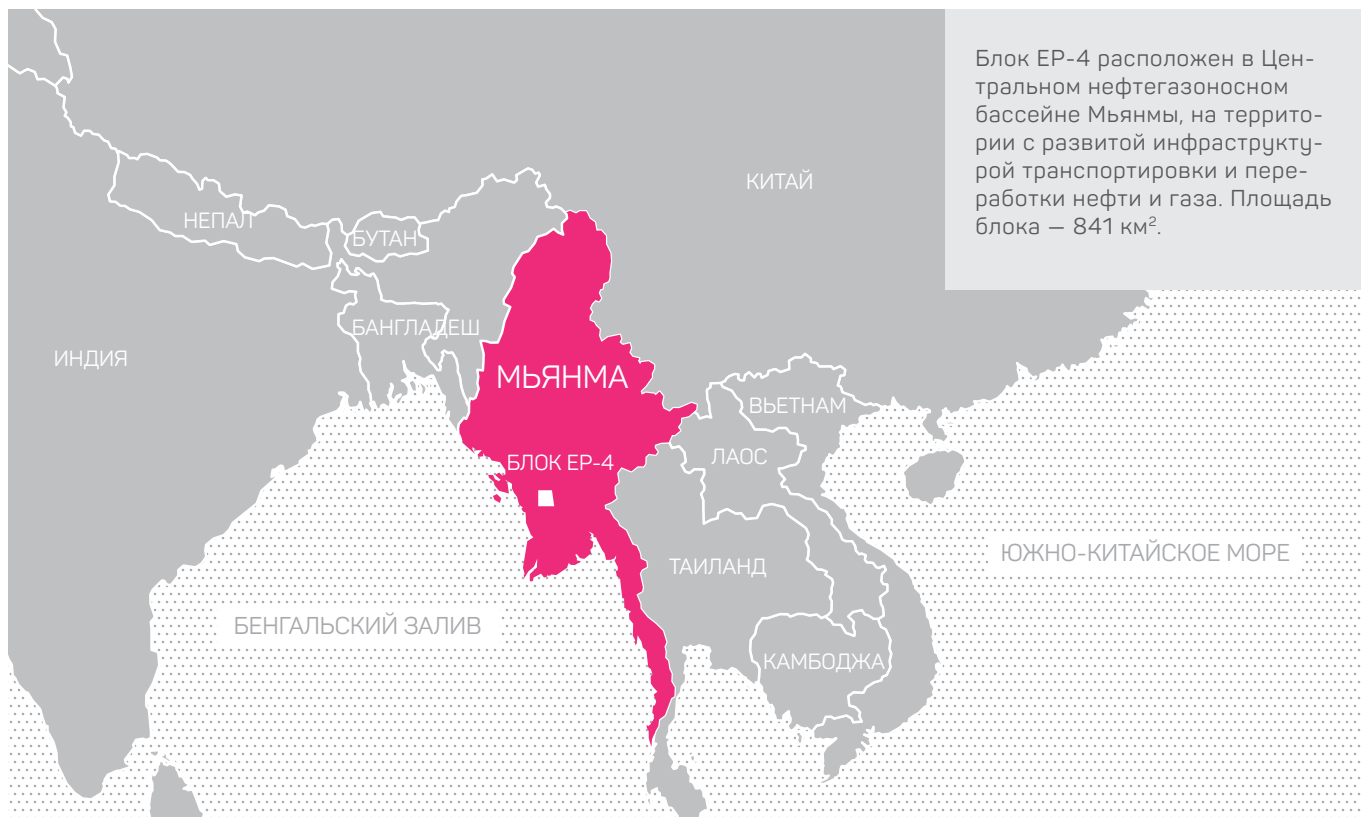 Блок EP-4 расположен в Цен-
тральном нефтегазоносном
бассейне Мьянмы, на террито-
рии с развитой инфраструкту-
рой транспортировки и пере-
работки нефти и газа. Площадь
блока — 841 км².
КИТАЙ
НЕПАЛ
БУТАН
БАНГЛАДЕШ
ИНДИЯ
МЬЯНМА
ВЬЕТНАМ
ЛАОС
БЛОК EP-4
ЮЖНО-КИТАЙСКОЕ МОРЕ
ТАИЛАНД
БЕНГАЛЬСКИЙ ЗАЛИВ
КАМБОДЖА